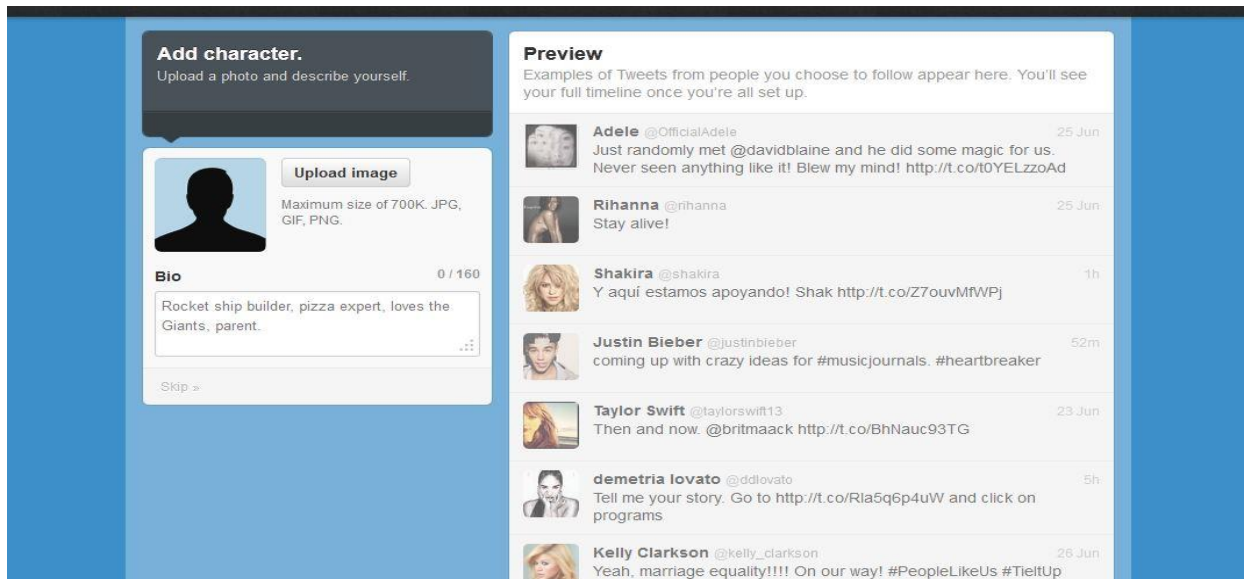 Add character.
Upload a photo and describe yourself.
Upload image
Maximum size of 700K. JPG,
GIF, PNG.
Bio 0 / 160
Rocket ship builder, pizza expert, loves the
Giants, parent.
Skip »
Preview
Examples of Tweets from people you choose to follow appear here. You'll see
your full timeline once you're all set up.
Adele @OfficialAdele 25 Jun
Just randomly met @davidblaine and he did some magic for us.
Never seen anything like it! Blew my mind! http://t.co/t0YELzzoAd
Rihanna @rihanna 25 Jun
Stay alive!
Shakira @shakira 1h
Y aquí estamos apoyando! Shak http://t.co/Z7ouvMfWPj
Justin Bieber @justinbieber 52m
coming up with crazy ideas for #musicjournals. #heartbreaker
Taylor Swift @taylorswift13 23 Jun
Then and now. @britmaack http://t.co/BhNauc93TG
demetria lovato @ddlovato 5h
Tell me your story. Go to http://t.co/Rla5q6p4uW and click on
programs
Kelly Clarkson @kelly_clarkson 26 Jun
Yeah, marriage equality!!!! On our way! #PeopleLikeUs #TieItUp